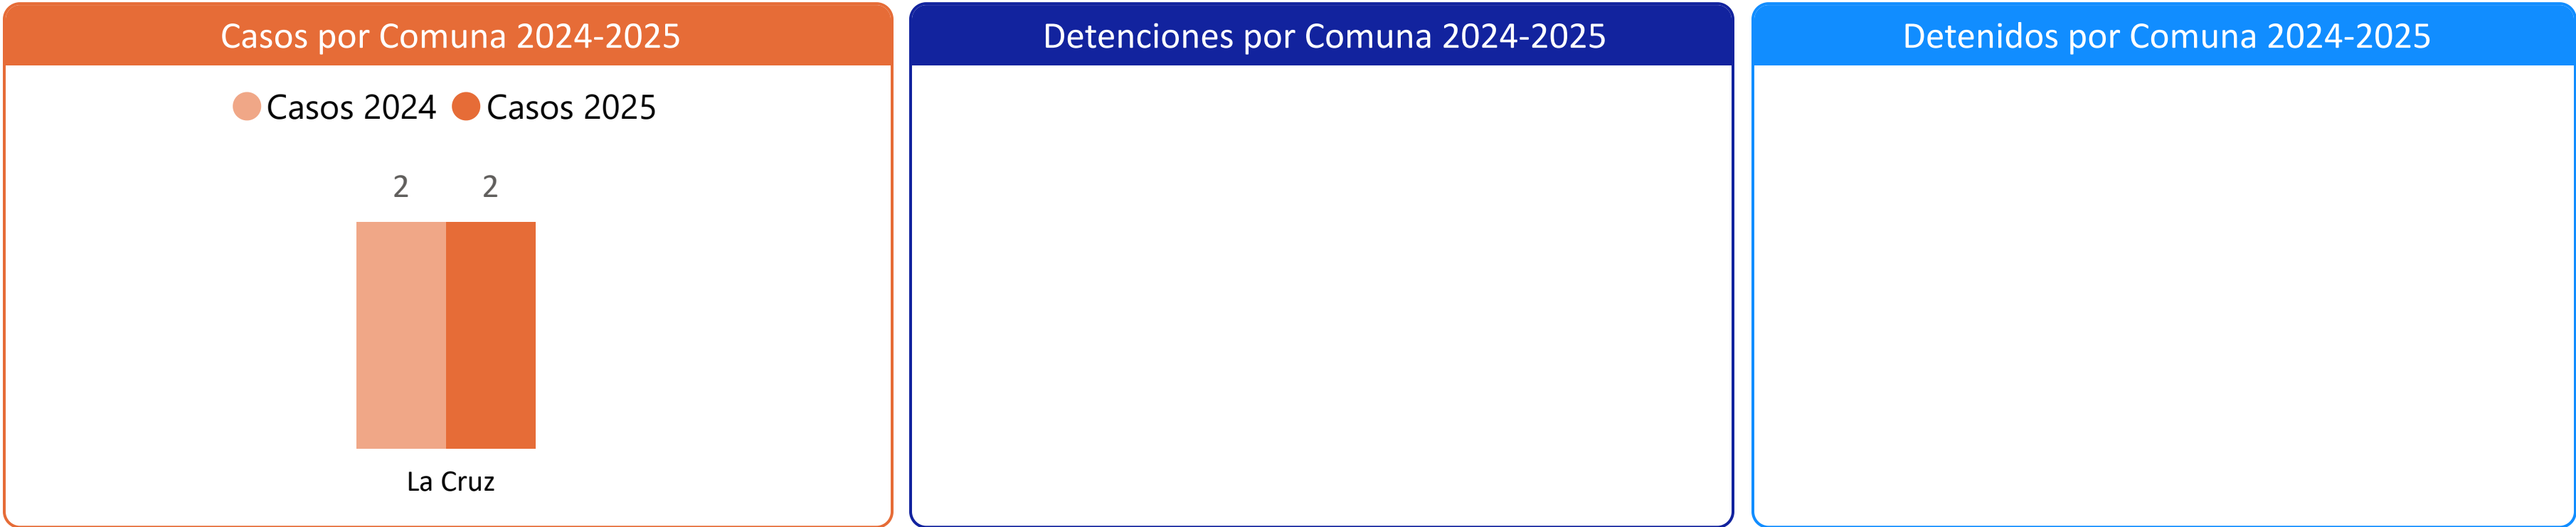 Casos por Comuna 2024-2025
Casos 2024 Casos 2025
2 2
La Cruz
Detenciones por Comuna 2024-2025
Detenidos por Comuna 2024-2025